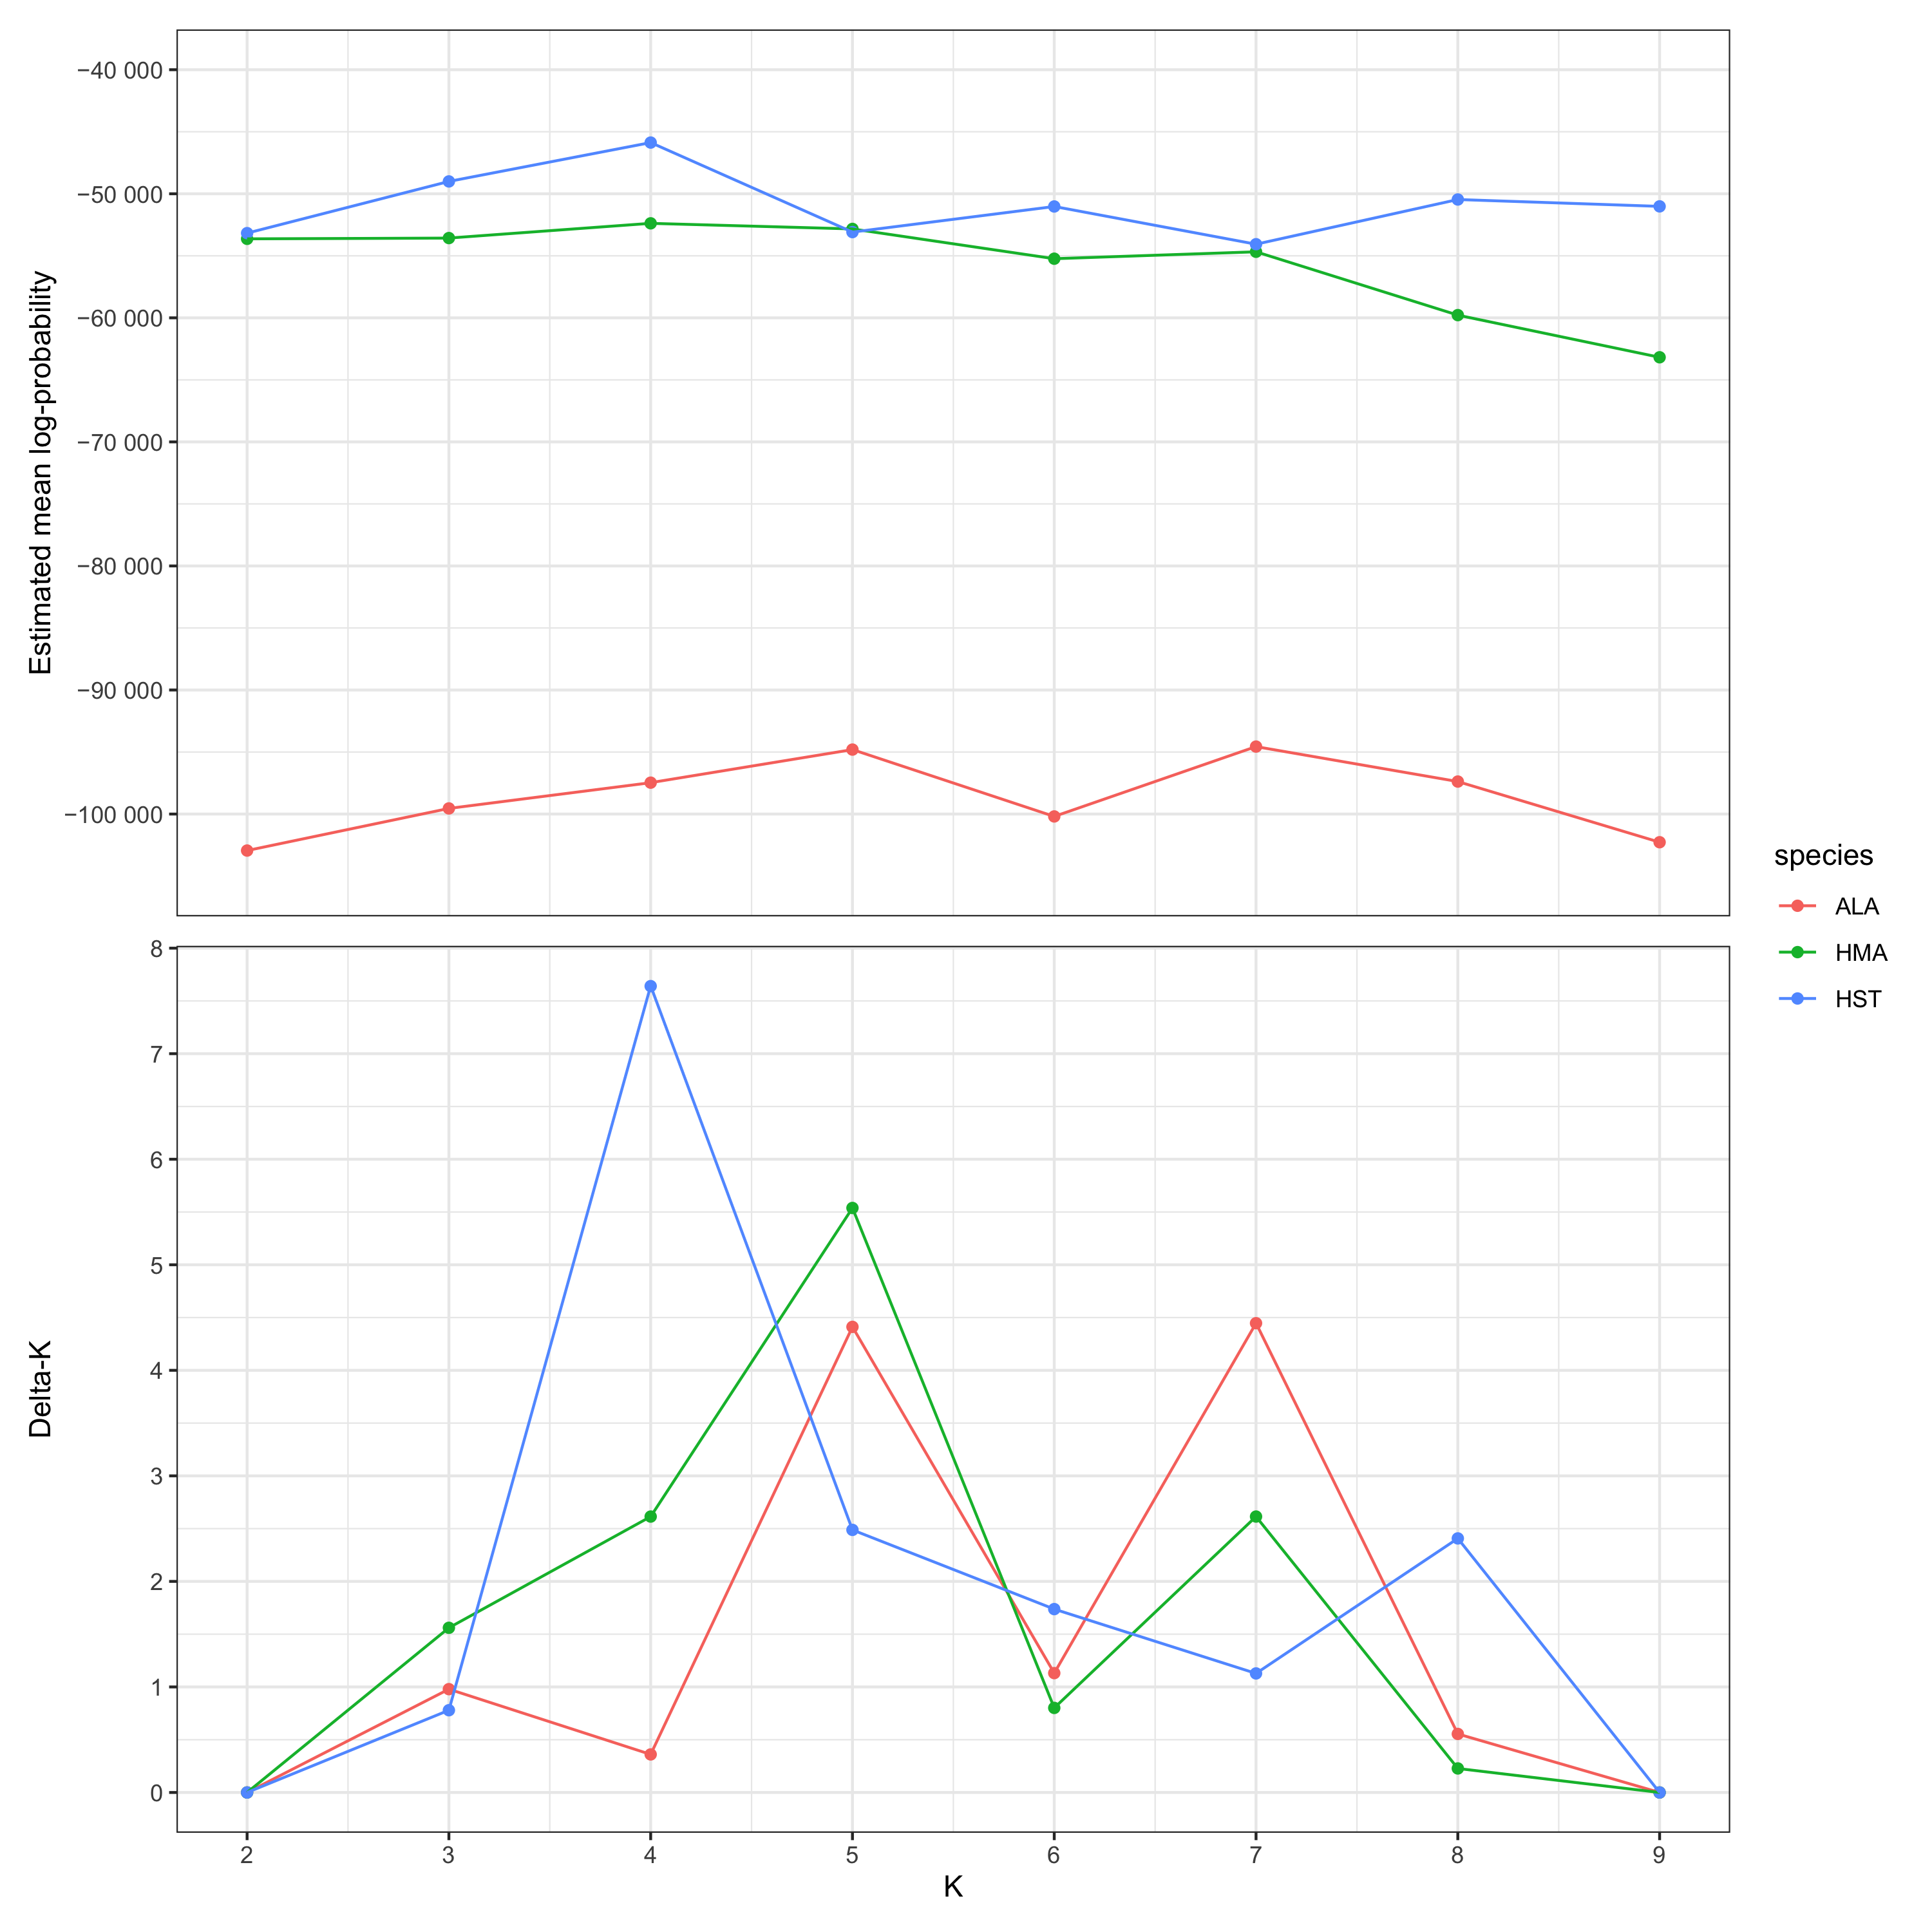 Estimated mean log-probability
−40 000
−50 000
−60 000
−70 000
−80 000
−90 000
−100 000
Delta-K
8
7
6
5
4
3
2
1
0
2 3 4 5 6 7 8 9
K
species
ALA
HMA
HST